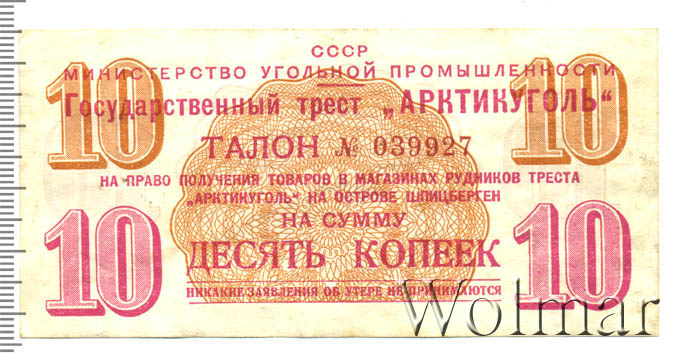 СССР
МИНИСТЕРСТВО УГОЛЬНОЙ ПРОМЫШЛЕННОСТИ
Государственный трест „АРКТИКУГОЛЬ“
10 10
ТАЛОН № 039927
НА ПРАВО ПОЛУЧЕНИЯ ТОВАРОВ В МАГАЗИНАХ РУДНИКОВ ТРЕСТА
„АРКТИКУГОЛЬ“ НА ОСТРОВЕ ШПИЦБЕРГЕН
НА СУММУ
10 ДЕСЯТЬ КОПЕЕК 10
НИКАКИЕ ЗАЯВЛЕНИЯ ОБ УТЕРЕ НЕ ПРИНИМАЮТСЯ
Wolmar